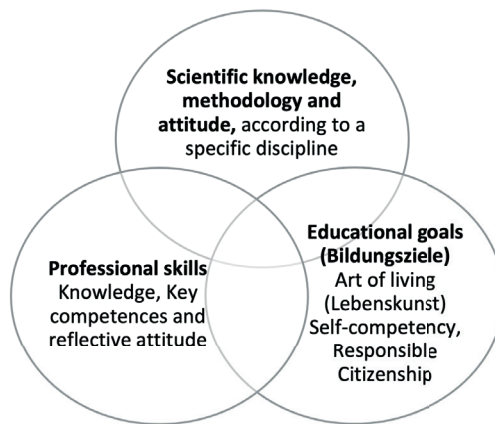 Scientific knowledge,
methodology and
attitude, according to a
specific discipline
Professional skills
Knowledge, Key
competences and
reflective attitude
Educational goals
(Bildungsziele)
Art of living
(Lebenskunst)
Self-competency,
Responsible
Citizenship